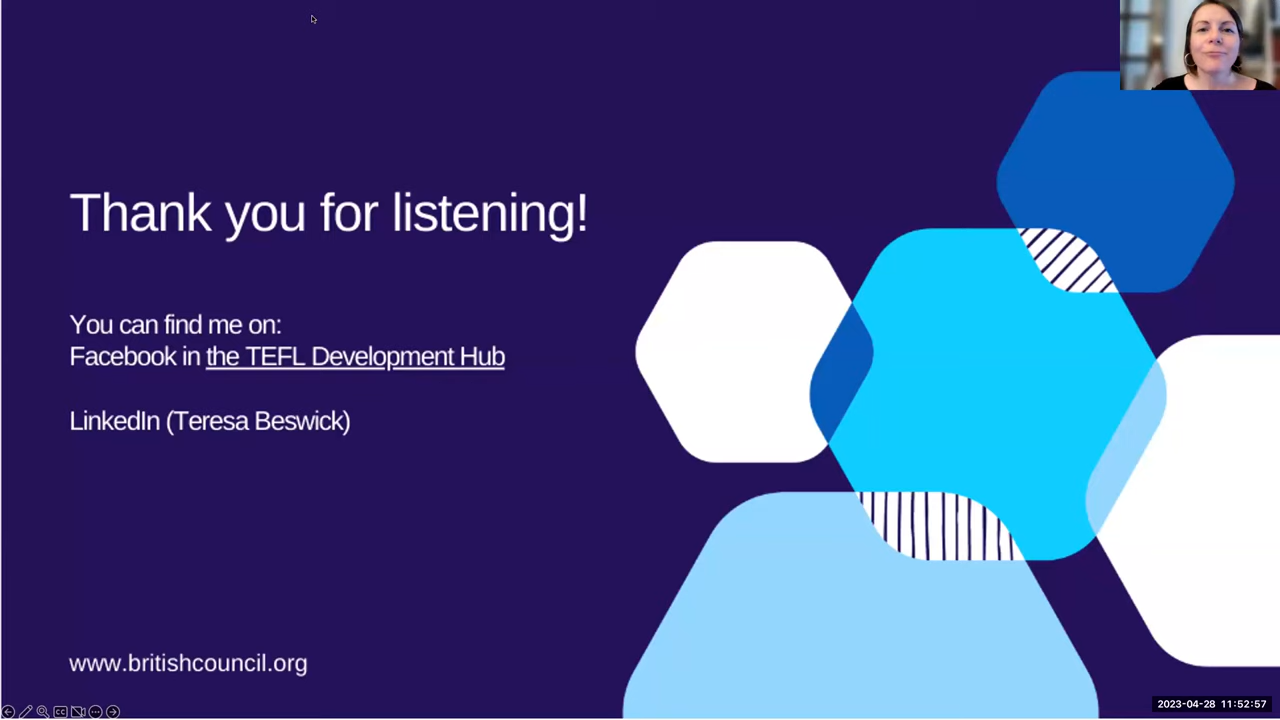 Thank you for listening!
You can find me on:
Facebook in the TEFL Development Hub
LinkedIn (Teresa Beswick)
www.britishcouncil.org
CC
2023-04-28 11:52:57